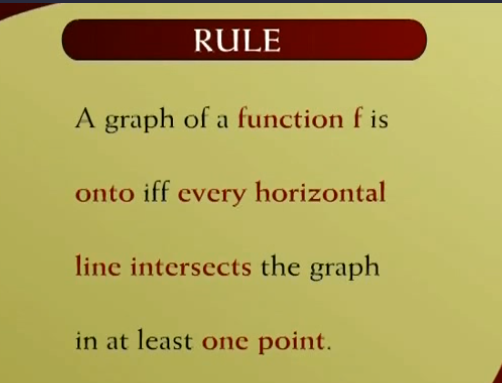 RULE
A graph of a function f is
onto iff every horizontal
line intersects the graph
in at least one point.